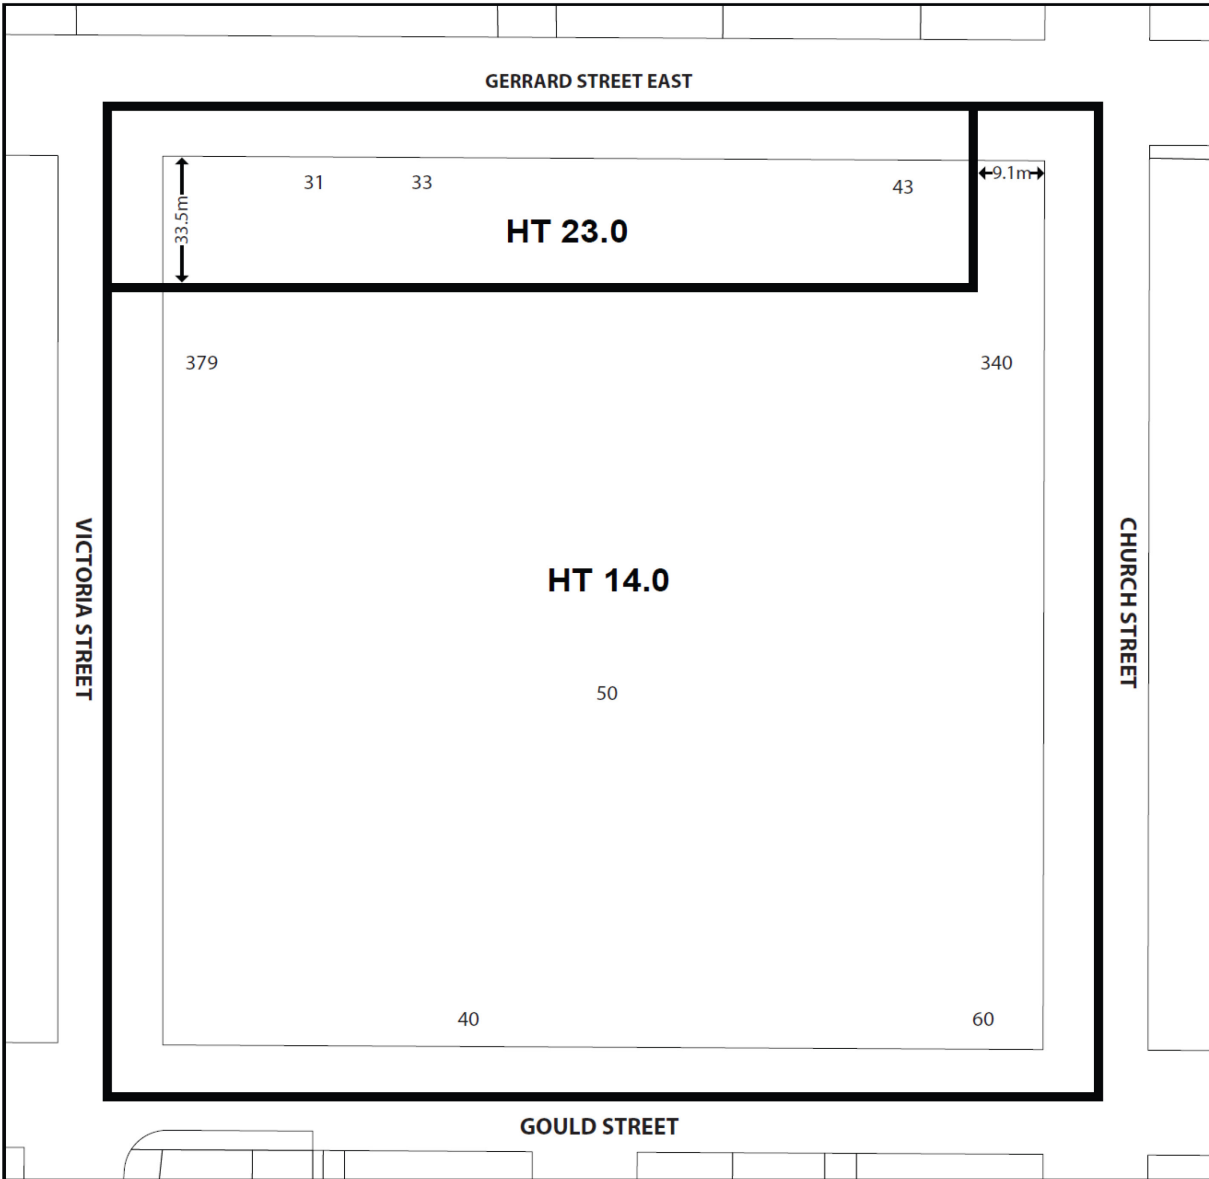 GERRARD STREET EAST
31
33
43
9.1m
33.5m
HT 23.0
379
340
VICTORIA STREET
CHURCH STREET
HT 14.0
50
40
60
GOULD STREET